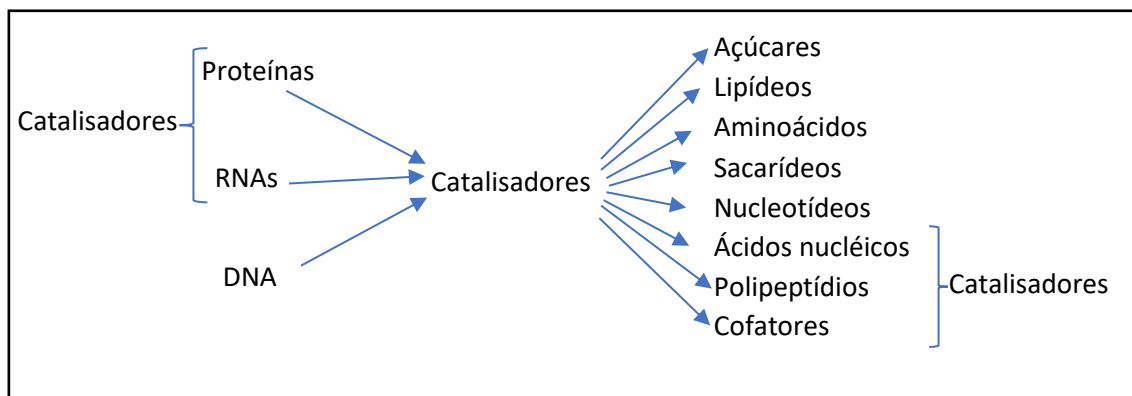 Catalisadores
Proteínas
RNAs
DNA
Catalisadores
Açúcares
Lipídeos
Aminoácidos
Sacarídeos
Nucleotídeos
Ácidos nucléicos
Polipeptídios
Cofatores
Catalisadores